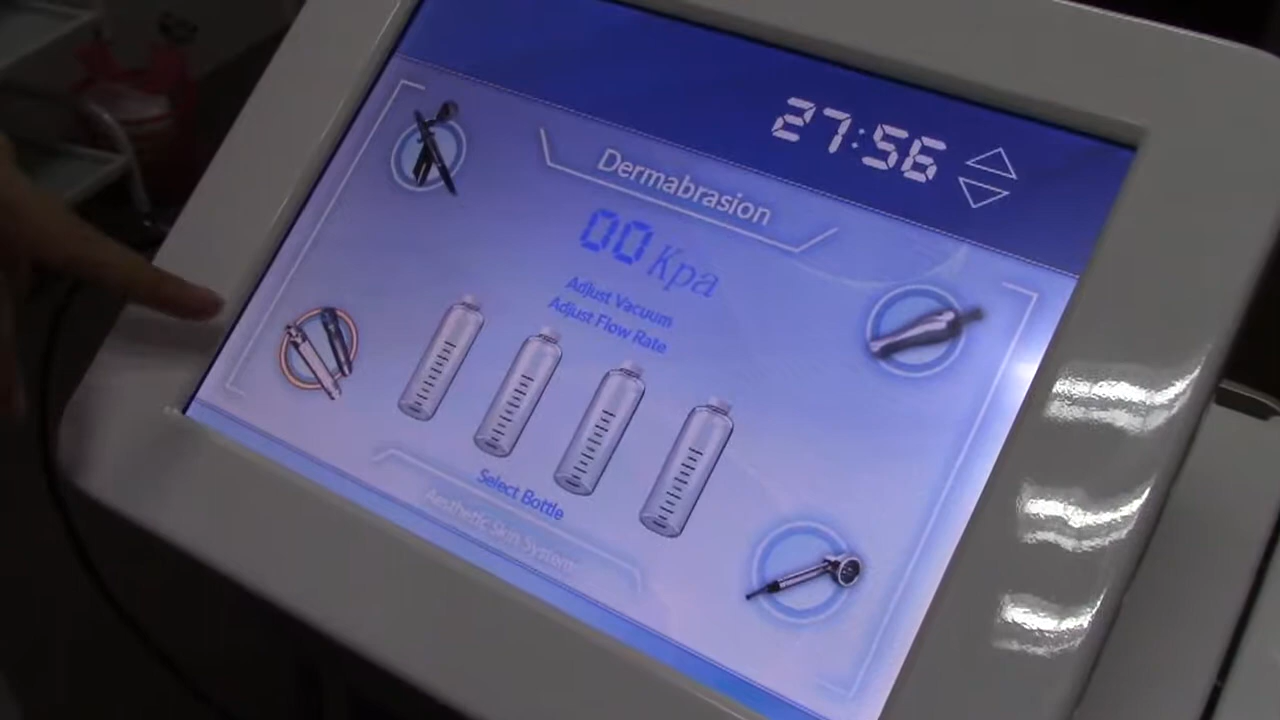 27:56
Dermabrasion
00 Kpa
Adjust Vacuum
Adjust Flow Rate
Select Bottle
Aesthetic Skin System